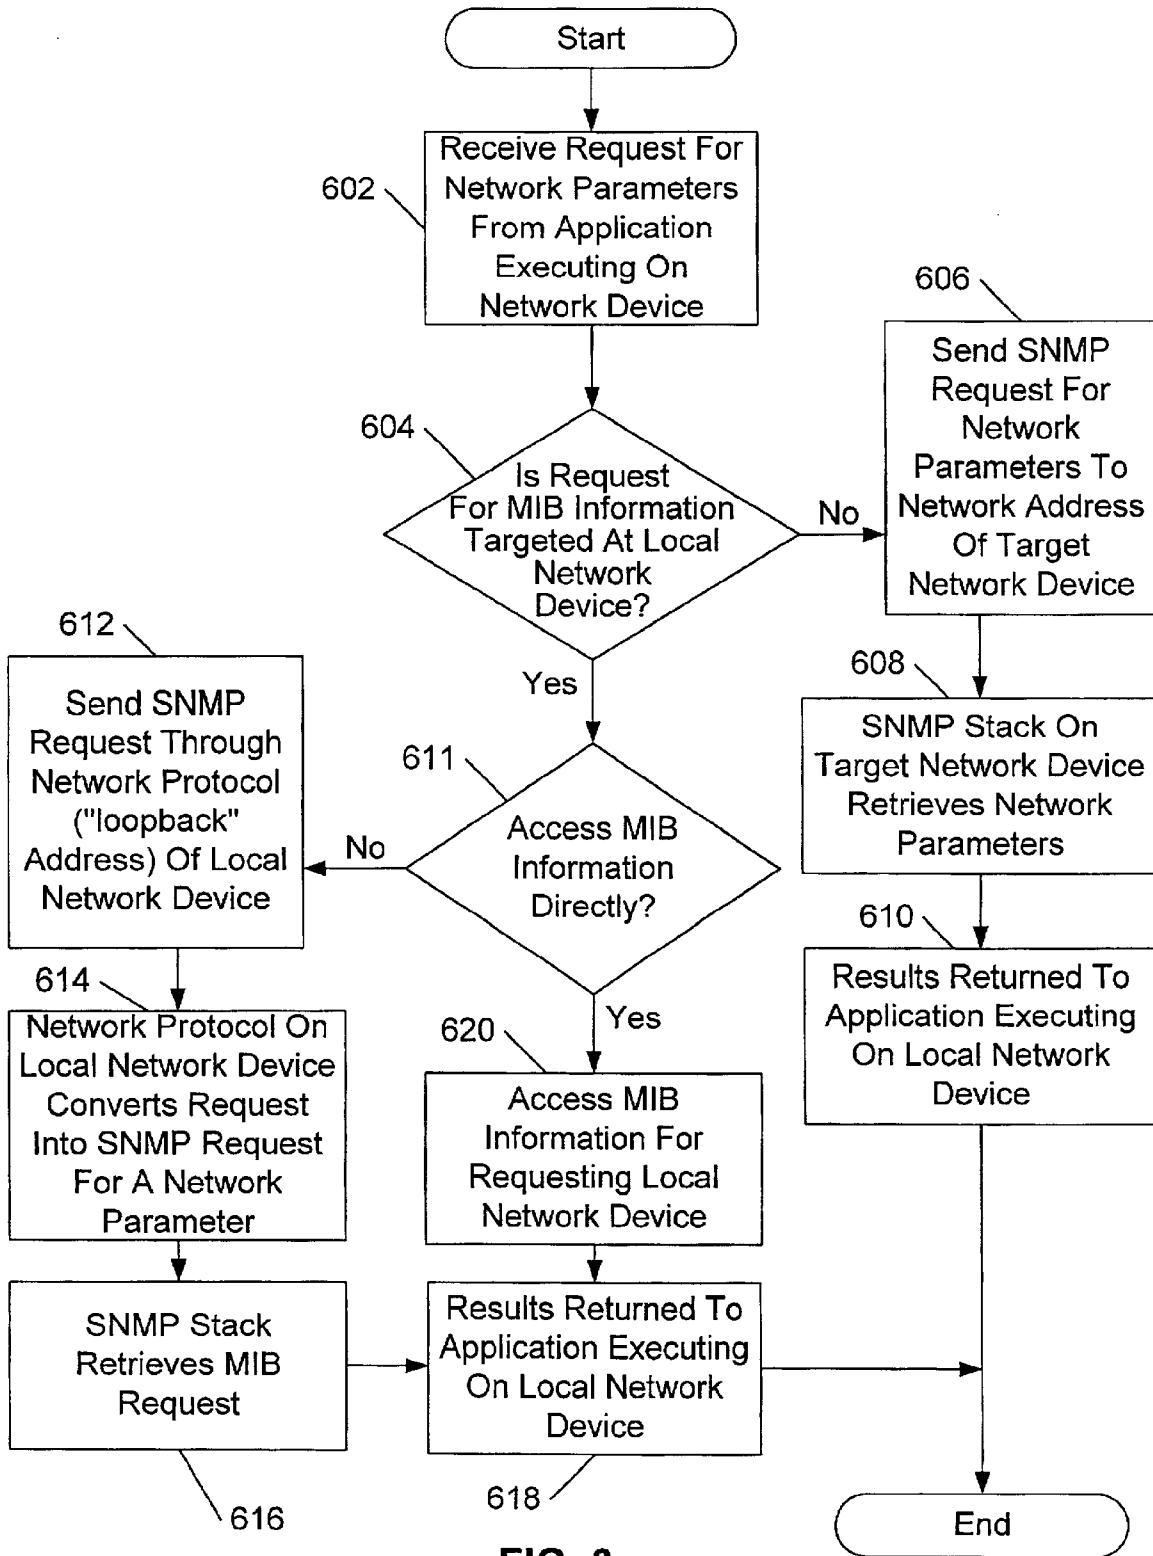 Start
602
Receive Request For
Network Parameters
From Application
Executing On
Network Device
604
Is Request
For MIB Information
Targeted At Local
Network
Device?
No
Yes
606
Send SNMP
Request For
Network
Parameters To
Network Address
Of Target
Network Device
608
SNMP Stack On
Target Network Device
Retrieves Network
Parameters
610
Results Returned To
Application Executing
On Local Network
Device
611
Access MIB
Information
Directly?
No
Yes
612
Send SNMP
Request Through
Network Protocol
("loopback"
Address) Of Local
Network Device
614
Network Protocol On
Local Network Device
Converts Request
Into SNMP Request
For A Network
Parameter
616
SNMP Stack
Retrieves MIB
Request
620
Access MIB
Information For
Requesting Local
Network Device
618
Results Returned To
Application Executing
On Local Network
Device
End